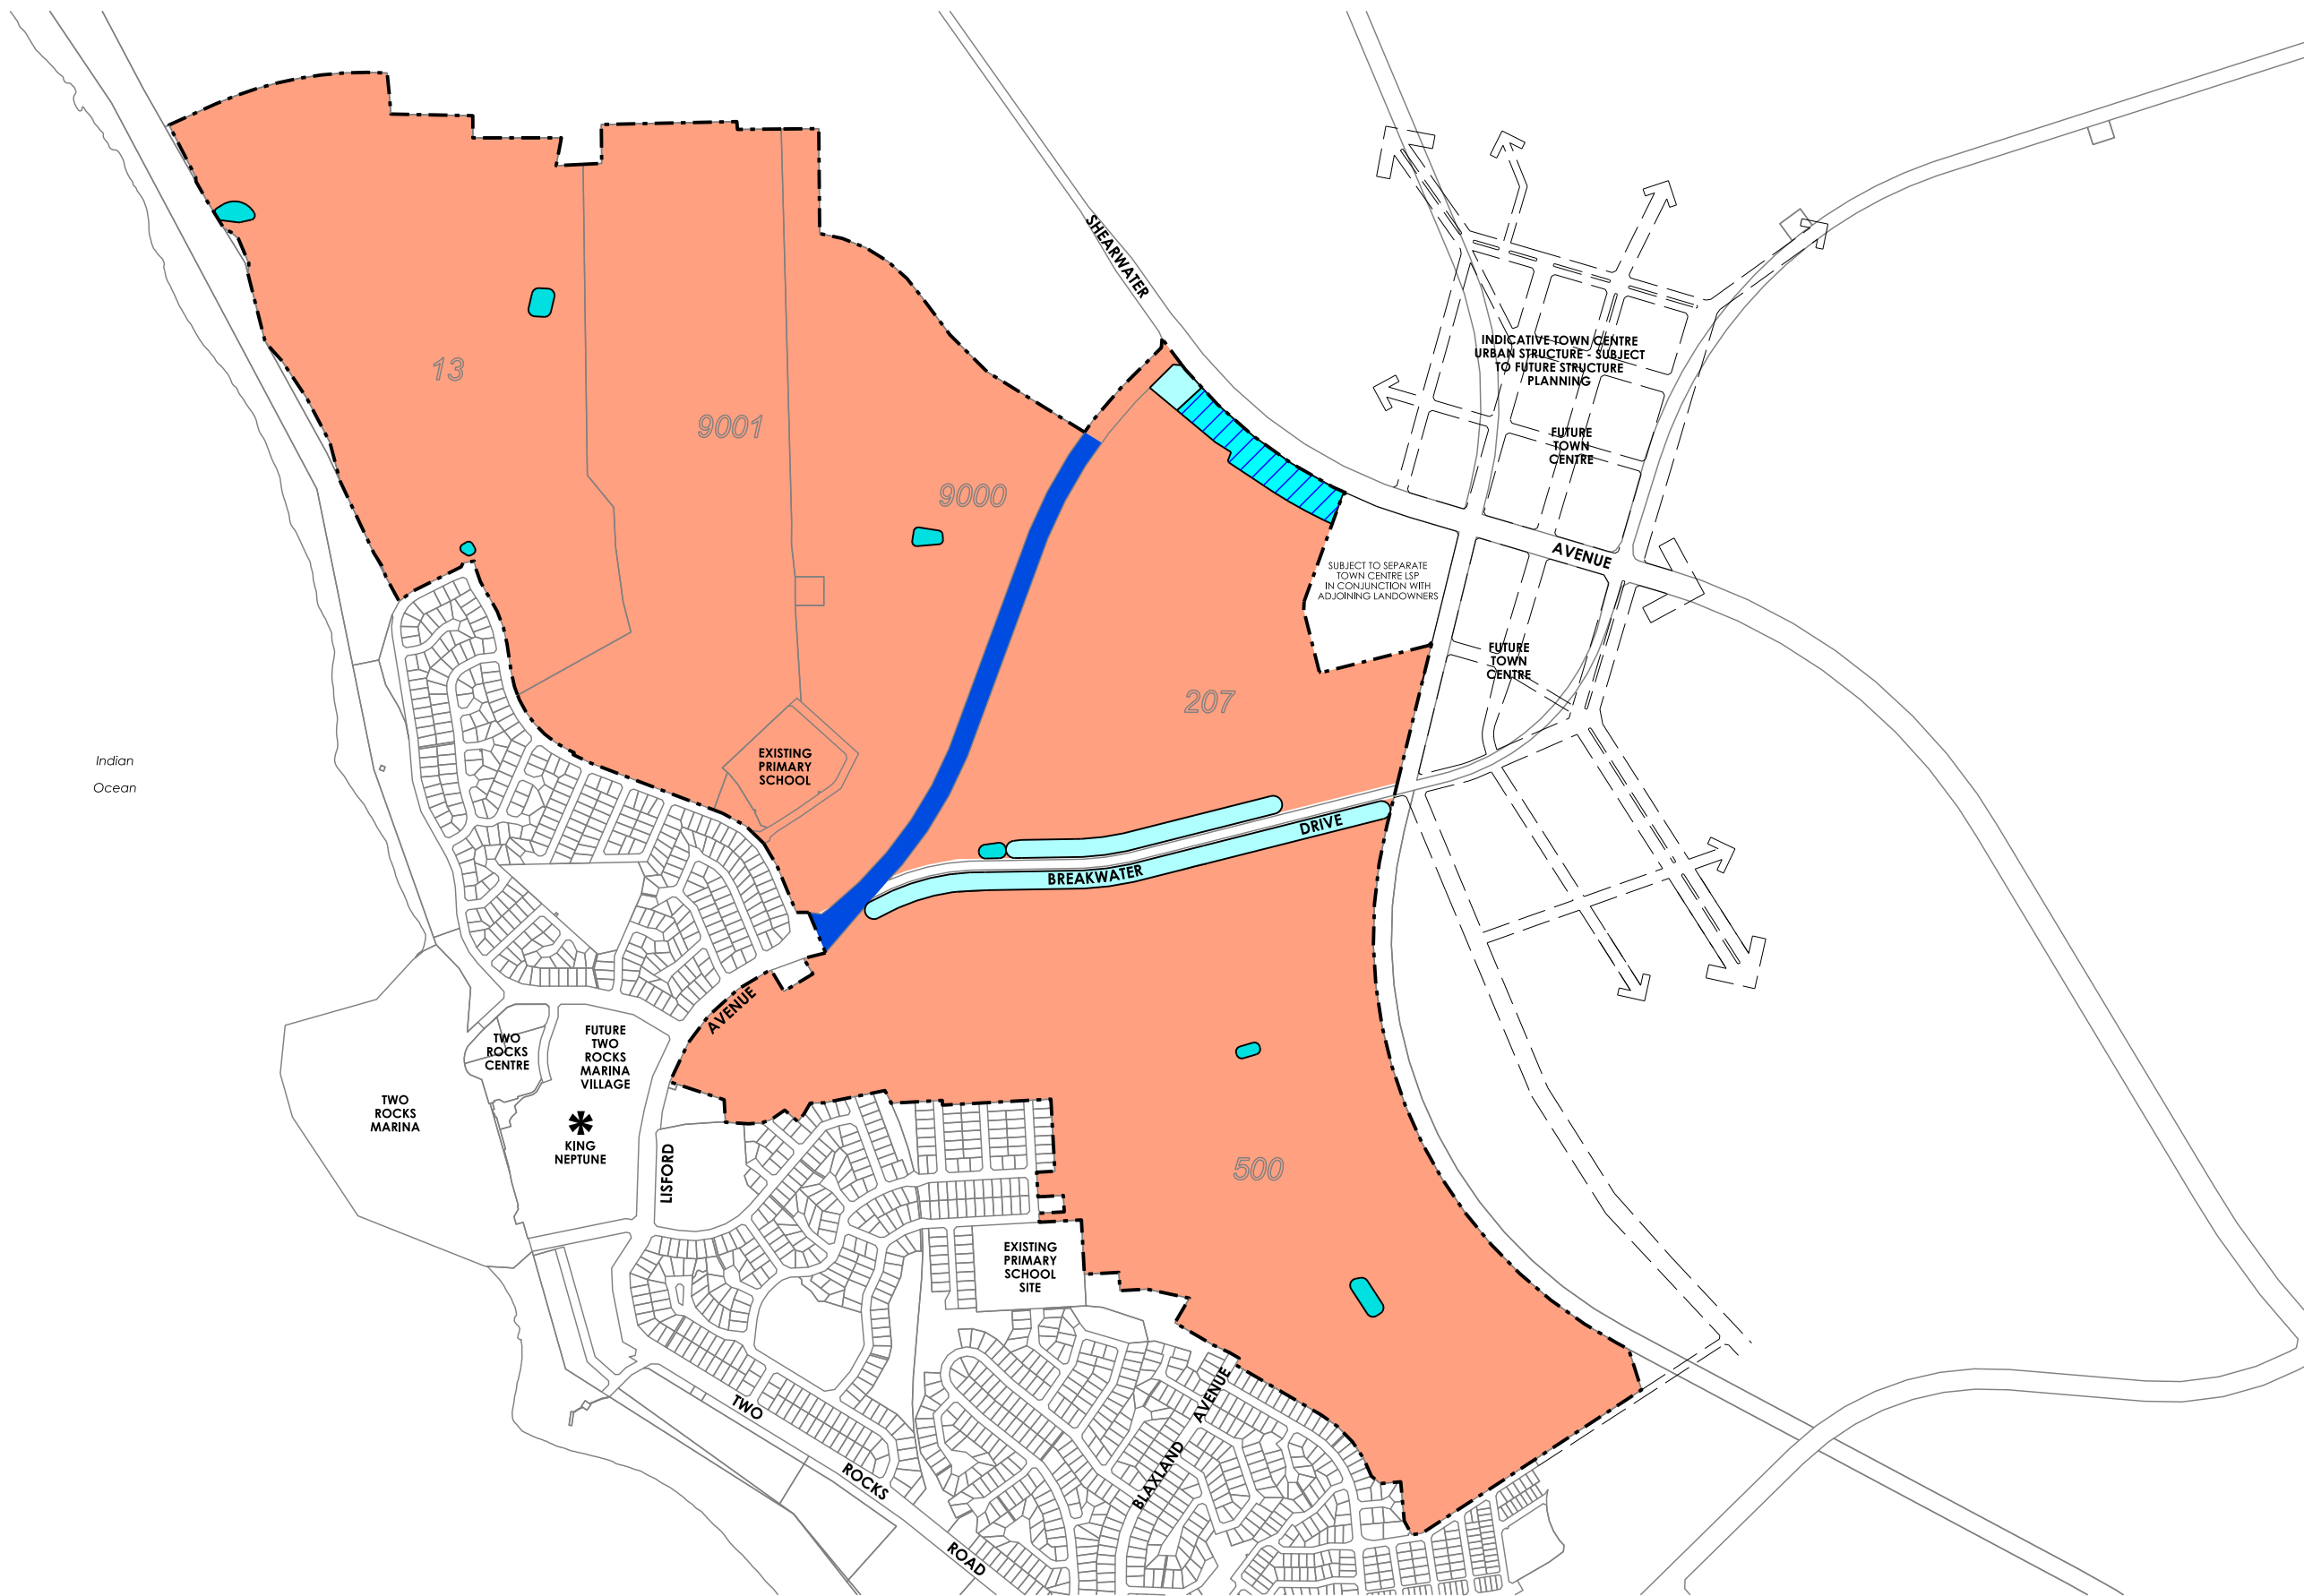 SHEARWATER
INDICATIVE TOWN CENTRE
URBAN STRUCTURE - SUBJECT
TO FUTURE STRUCTURE
PLANNING
13
9001
9000
FUTURE
TOWN
CENTRE
AVENUE
SUBJECT TO SEPARATE
TOWN CENTRE LSP
IN CONJUNCTION WITH
ADJOINING LANDOWNERS
FUTURE
TOWN
CENTRE
207
Indian
Ocean
EXISTING
PRIMARY
SCHOOL
DRIVE
BREAKWATER
AVENUE
TWO
ROCKS
CENTRE
FUTURE
TWO
ROCKS
MARINA
VILLAGE
TWO
ROCKS
MARINA
KING
NEPTUNE
LISFORD
500
EXISTING
PRIMARY
SCHOOL
SITE
TWO
ROCKS
ROAD
BLAXLAND
AVENUE